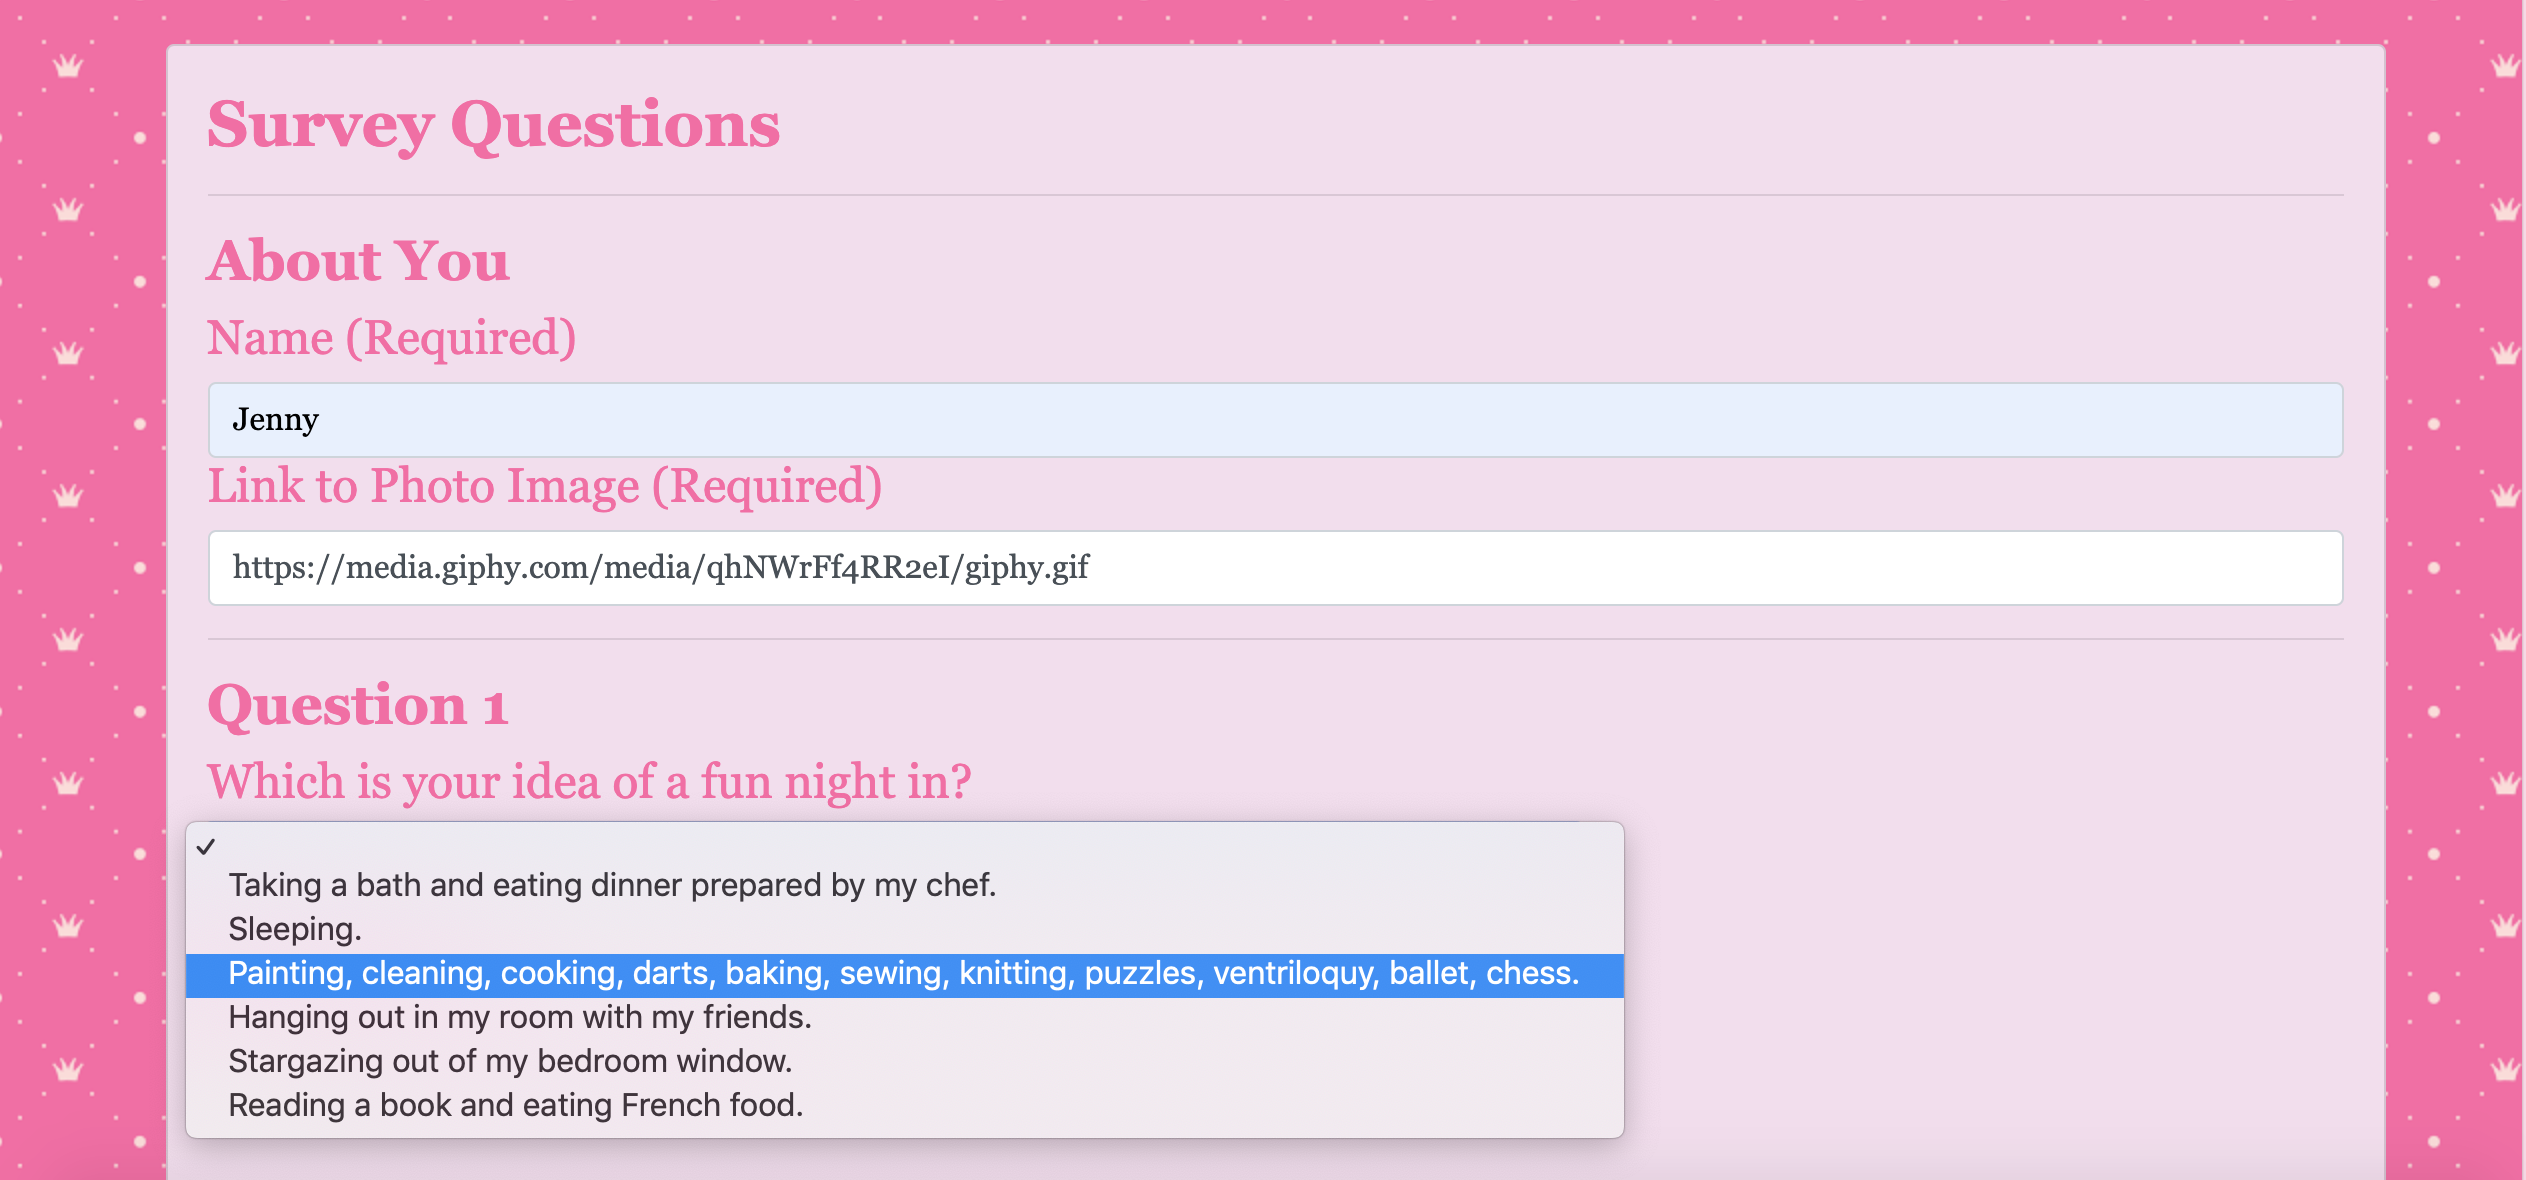 Survey Questions
About You
Name (Required)
Jenny
Link to Photo Image (Required)
https://media.giphy.com/media/qhNWrFf4RR2eI/giphy.gif
Question 1
Which is your idea of a fun night in?
Taking a bath and eating dinner prepared by my chef.
Sleeping.
Painting, cleaning, cooking, darts, baking, sewing, knitting, puzzles, ventriloquy, ballet, chess.
Hanging out in my room with my friends.
Stargazing out of my bedroom window.
Reading a book and eating French food.